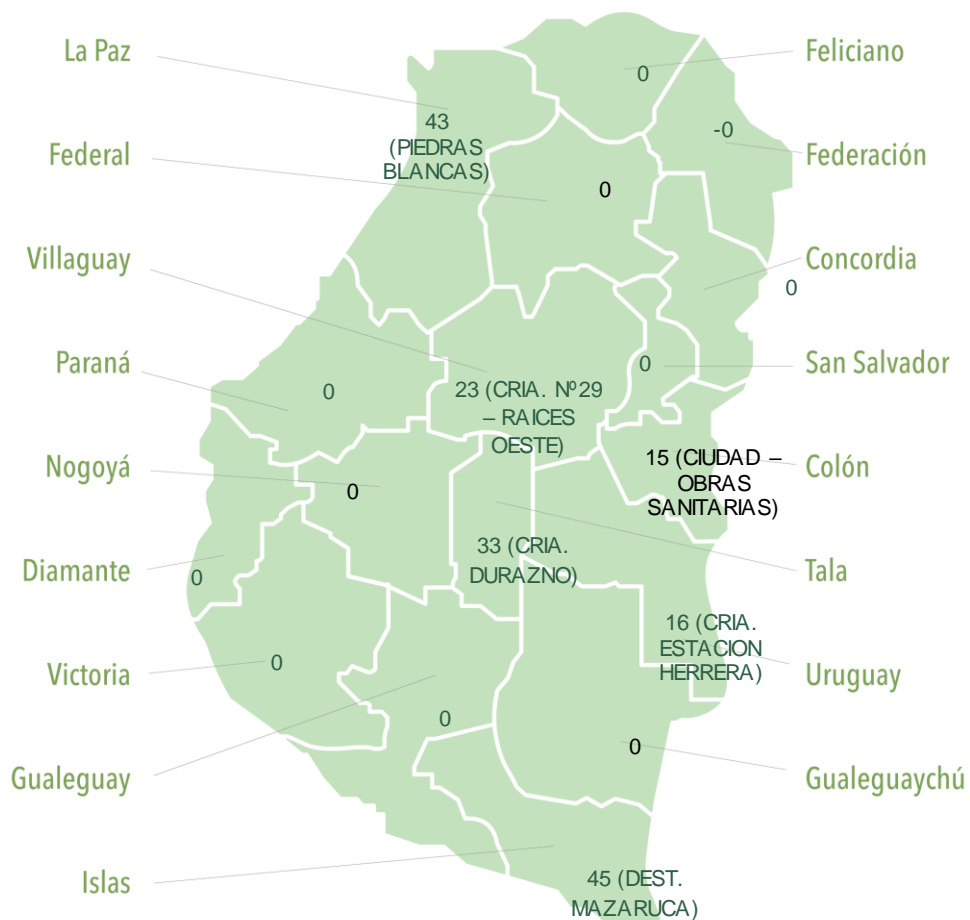 La Paz
Feliciano
0
43
(PIEDRAS
BLANCAS)
-0
Federal
Federación
0
Villaguay
Concordia
0
Paraná
San Salvador
0
0
23 (CRIA. Nº29
– RAICES
OESTE)
Nogoyá
0
15 (CIUDAD –
OBRAS
SANITARIAS)
Colón
33 (CRIA.
DURAZNO)
Diamante
0
Tala
16 (CRIA.
ESTACION
HERRERA)
Victoria
0
Uruguay
0
0
Gualeguay
Gualeguaychú
Islas
45 (DEST.
MAZARUCA)